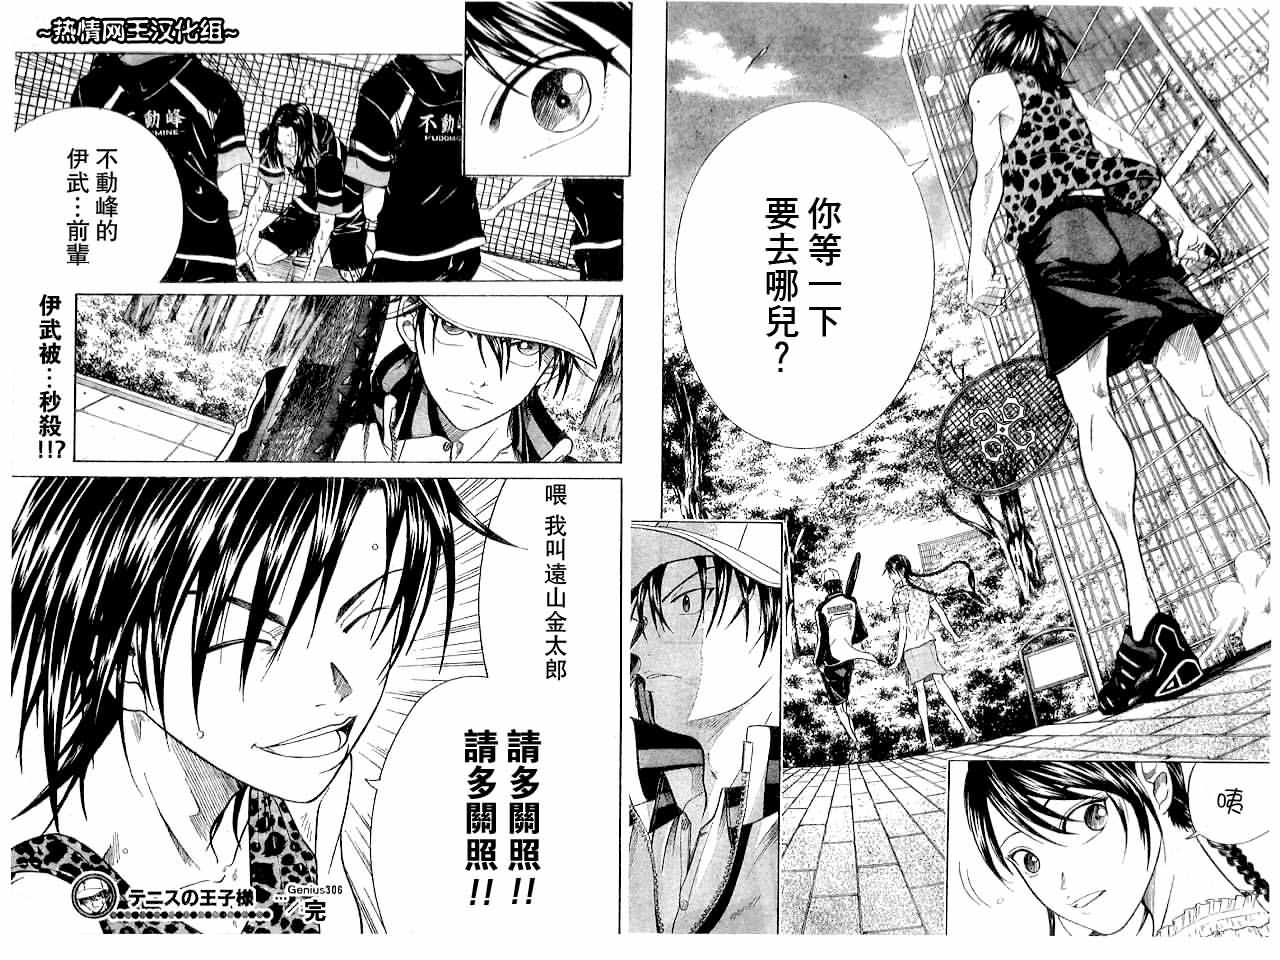 你等一下
要去哪兒？
咦
~热情网王汉化组~
不動峰
不動峰的
伊武…前輩
伊武被…秒殺!!?
喂 我叫遠山金太郎
請多關照!!
請多關照!!
テニスの王子様
Genius306
完